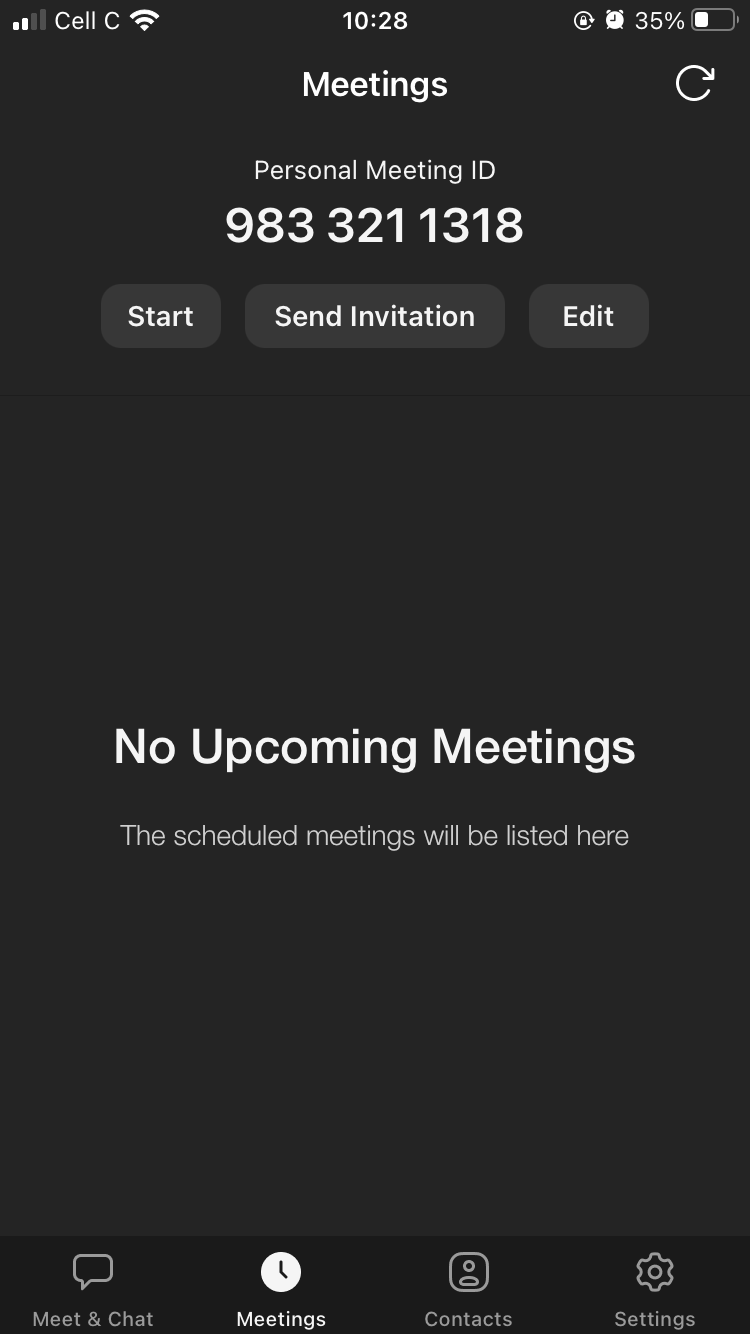 Cell C 10:28 35%
Meetings
Personal Meeting ID
983 321 1318
Start Send Invitation Edit
No Upcoming Meetings
The scheduled meetings will be listed here
Meet & Chat Meetings Contacts Settings